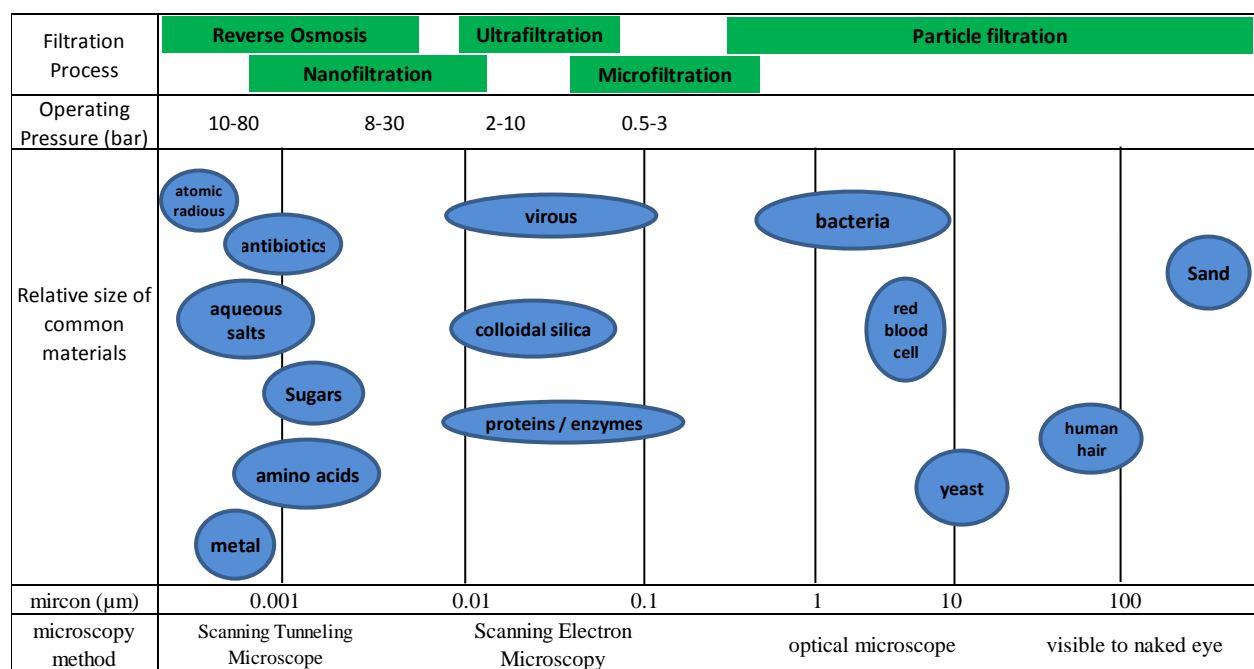 Filtration
Process
Reverse Osmosis
Ultrafiltration
Particle filtration
Nanofiltration
Microfiltration
Operating
Pressure (bar)
10-80
8-30
2-10
0.5-3
Relative size of
common
materials
atomic
radious
antibiotics
aqueous
salts
Sugars
amino acids
metal
virous
colloidal silica
proteins / enzymes
bacteria
red
blood
cell
yeast
human
hair
Sand
mircon (µm)
0.001
0.01
0.1
1
10
100
microscopy
method
Scanning Tunneling
Microscope
Scanning Electron
Microscopy
optical microscope
visible to naked eye